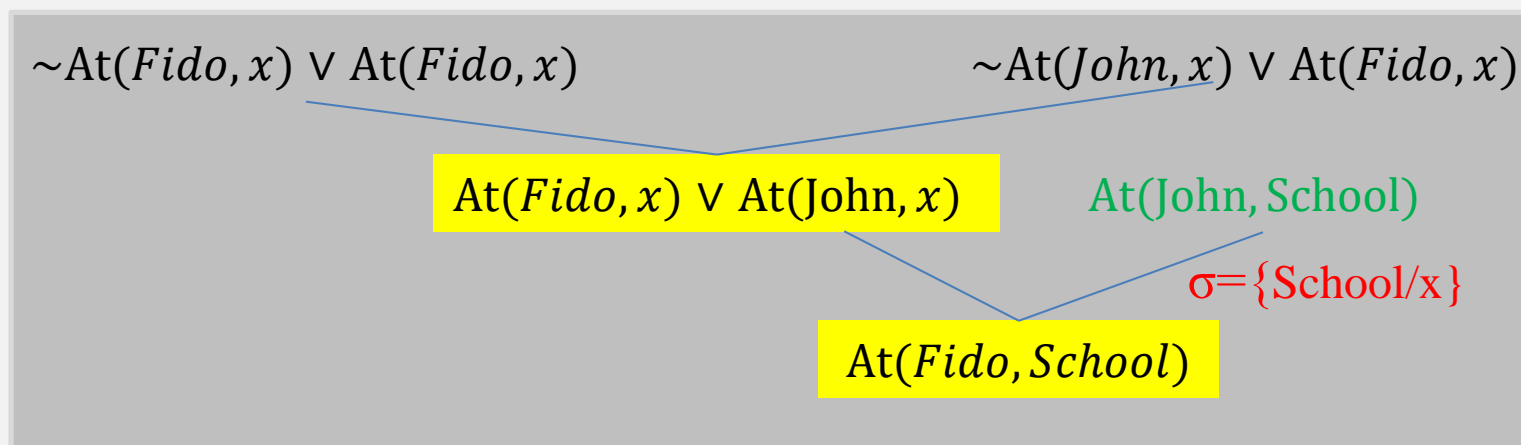 ~At(Fido, x) ∨ At(Fido, x) ~At(John, x) ∨ At(Fido, x)
At(Fido, x) ∨ At(John, x) At(John, School)
σ={School/x}
At(Fido, School)